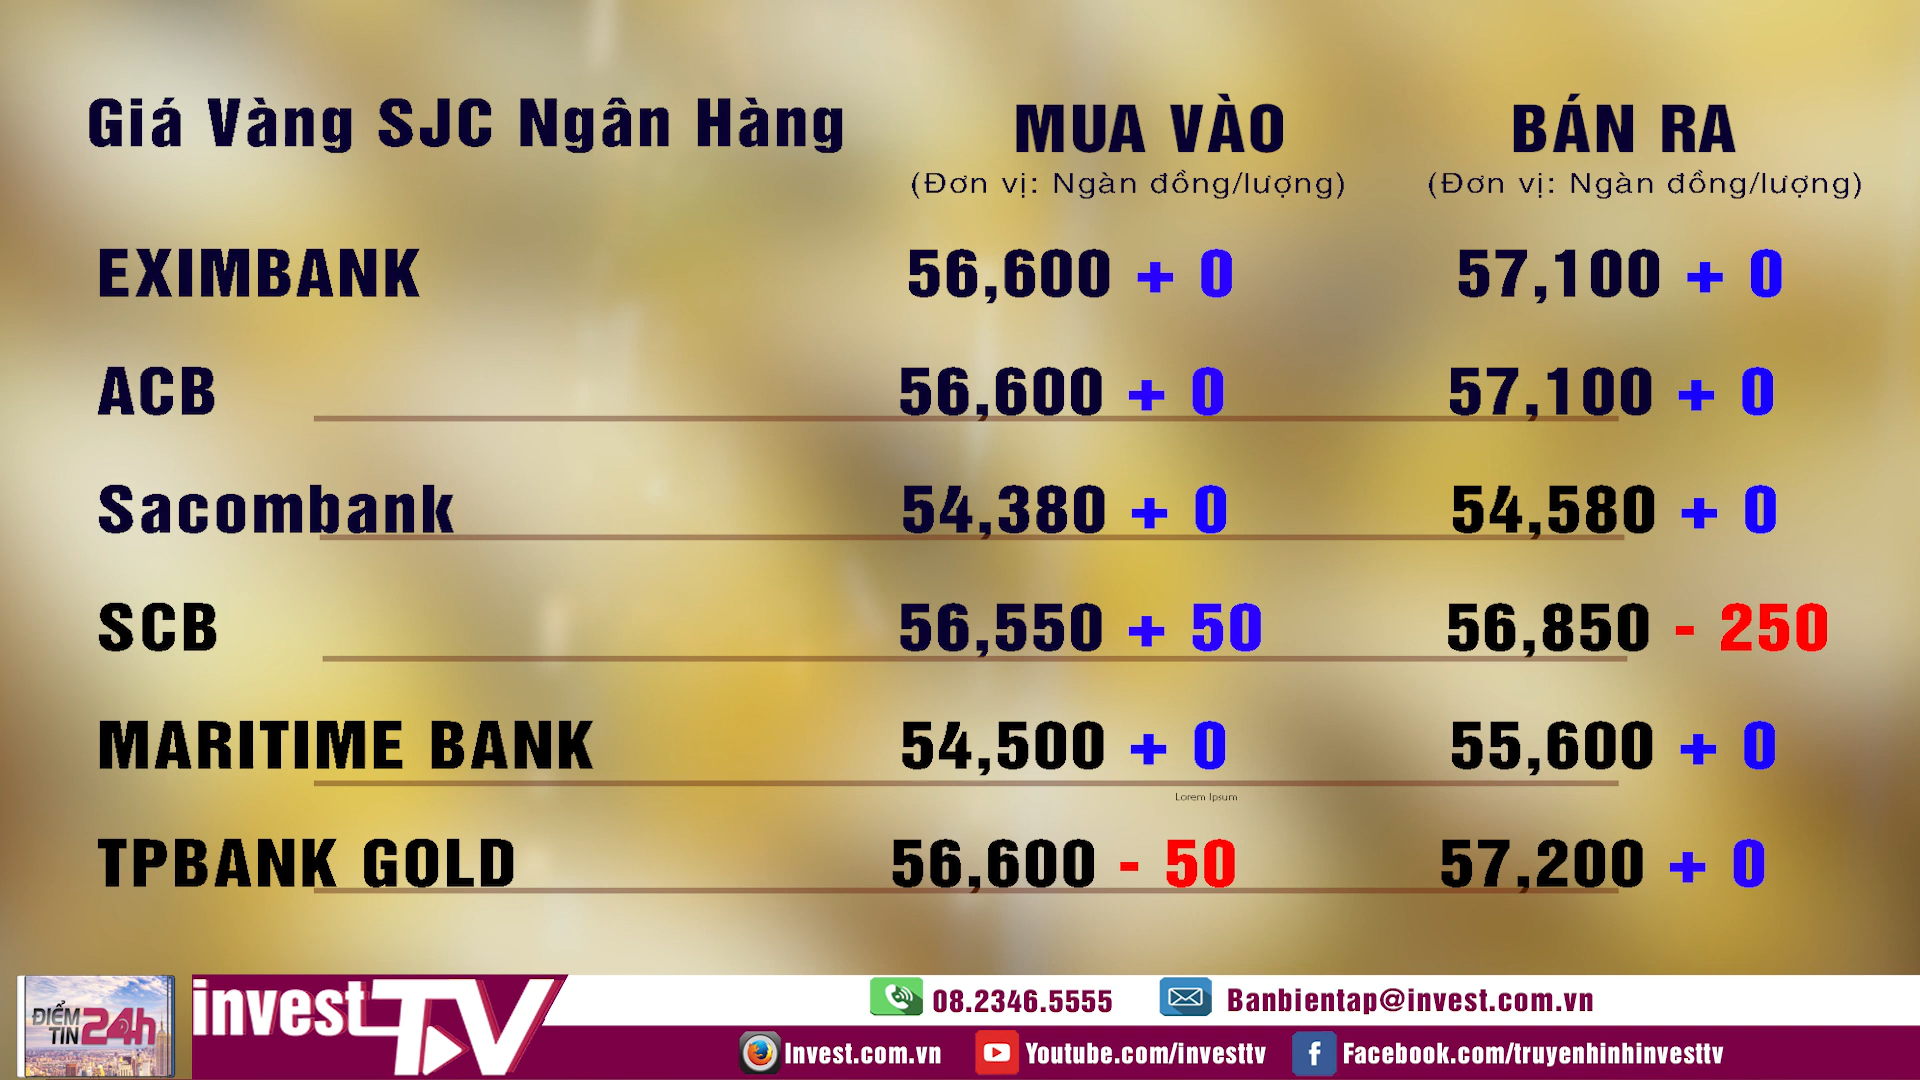 Giá Vàng SJC Ngân Hàng MUA VÀO BÁN RA
(Đơn vị: Ngàn đồng/lượng) (Đơn vị: Ngàn đồng/lượng)
EXIMBANK 56,600 + 0 57,100 + 0
ACB 56,600 + 0 57,100 + 0
Sacombank 54,380 + 0 54,580 + 0
SCB 56,550 + 50 56,850 - 250
MARITIME BANK 54,500 + 0 55,600 + 0
Lorem Ipsum
TPBANK GOLD 56,600 - 50 57,200 + 0
ĐIỂM TIN 24h
invest TV
08.2346.5555 Banbientap@invest.com.vn
Invest.com.vn Youtube.com/investtv Facebook.com/truyenhinhinvesttv